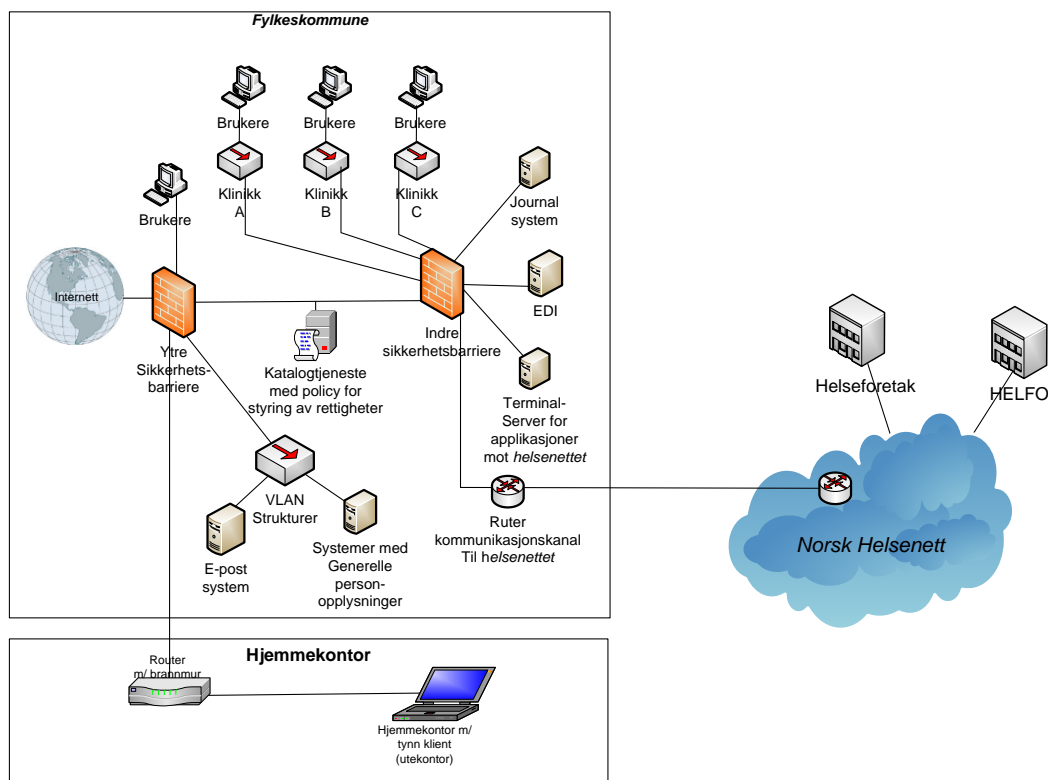 Fylkeskommune
Brukere
Brukere
Brukere
Klinikk
A
Klinikk
B
Klinikk
C
Journal
system
Brukere
Internett
EDI
Indre
sikkerhetsbarriere
Ytre
Sikkerhets-
barriere
Katalogtjeneste
med policy for
styring av rettigheter
Terminal-
Server for
applikasjoner
mot helsenettet
Helseforetak
HELFO
VLAN
Strukturer
Ruter
kommunikasjonskanal
Til helsenettet
Norsk Helsenett
E-post
system
Systemer med
Generelle
person-
opplysninger
Hjemmekontor
Router
m/ brannmur
Hjemmekontor m/
tynn klient
(utekontor)